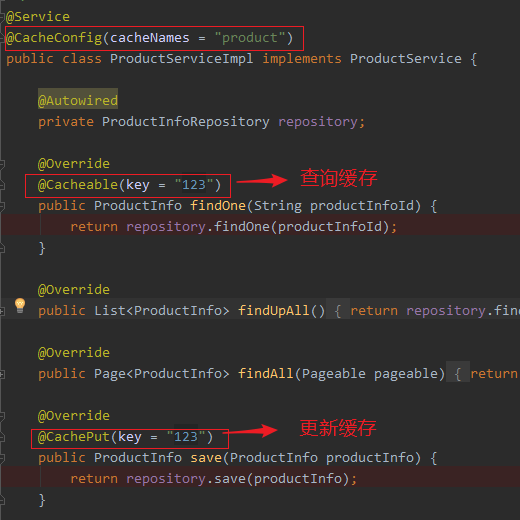 @Service
@CacheConfig(cacheNames = "product")
public class ProductServiceImpl implements ProductService {
@Autowired
private ProductInfoRepository repository;
@Override
@Cacheable(key = "123") 查询缓存
public ProductInfo findOne(String productInfoId) {
return repository.findOne(productInfoId);
}
@Override
public List<ProductInfo> findUpAll() { return repository.fin
@Override
public Page<ProductInfo> findAll(Pageable pageable) { return
@Override
@CachePut(key = "123") 更新缓存
public ProductInfo save(ProductInfo productInfo) {
return repository.save(productInfo);
}